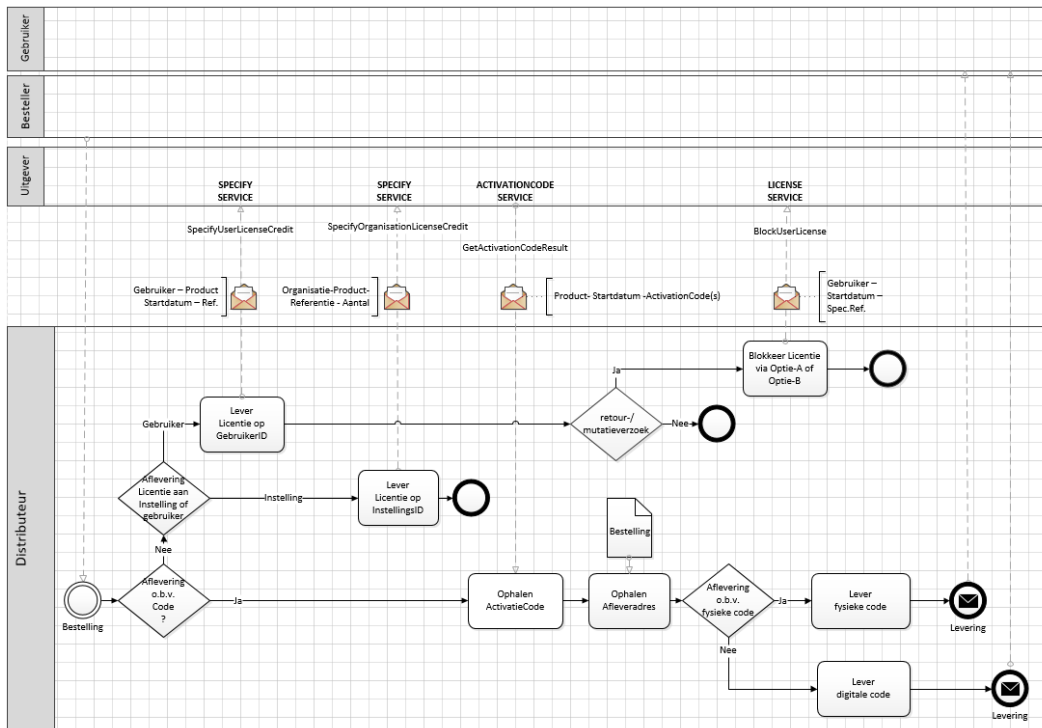 Gebruiker
Besteller
Uitgever
SPECIFY
SERVICE
SPECIFY
SERVICE
ACTIVATIONCODE
SERVICE
LICENSE
SERVICE
SpecifyUserLicenseCredit
SpecifyOrganisationLicenseCredit
GetActivationCodeResult
BlockUserLicense
Gebruiker – Product
Startdatum – Ref.
Organisatie-Product-
Referentie - Aantal
Product- Startdatum -ActivationCode(s)
Gebruiker –
Startdatum –
Spec.Ref.
Distributeur
Blokkeer Licentie
via Optie-A of
Optie-B
Ja
Lever
Licentie op
GebruikerID
Gebruiker
retour-/
mutatieverzoek
Nee
Aflevering
Licentie aan
Instelling of
gebruiker
Instelling
Lever
Licentie op
InstellingsID
Bestelling
Nee
Aflevering
o.b.v.
Code
?
Ja
Bestelling
Ophalen
ActivatieCode
Ophalen
Afleveradres
Aflevering
o.b.v.
fysieke code
Ja
Lever
fysieke code
Levering
Nee
Lever
digitale code
Levering